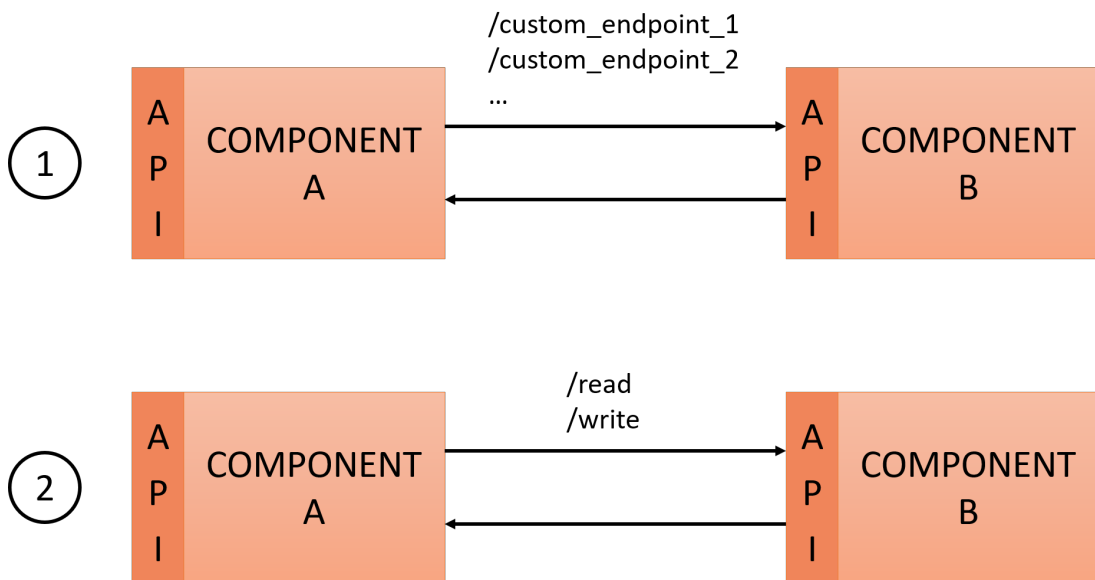 /custom_endpoint_1
/custom_endpoint_2
...
1
A
P
I
COMPONENT
A
A
P
I
COMPONENT
B
/read
/write
2
A
P
I
COMPONENT
A
A
P
I
COMPONENT
B